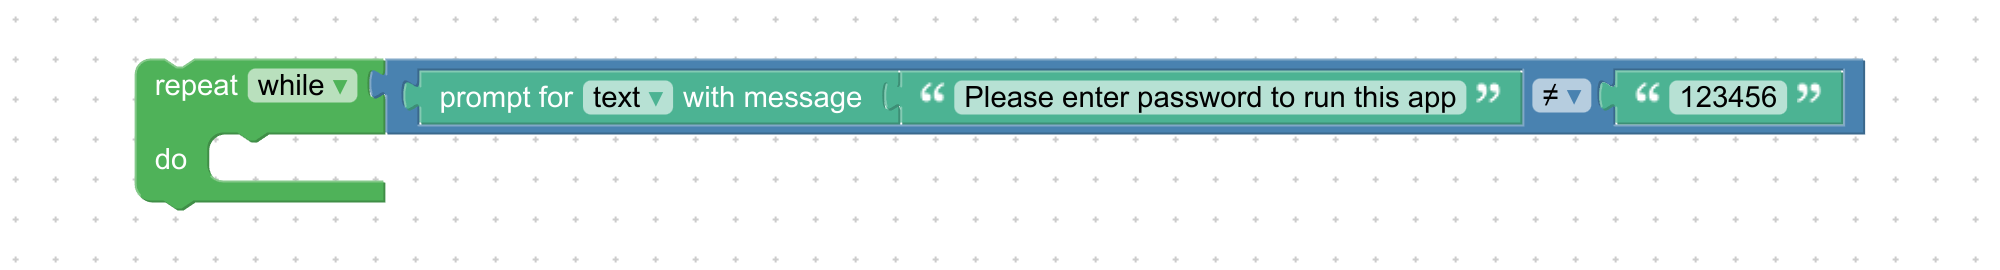 repeat while ▾ prompt for text ▾ with message “ Please enter password to run this app ” ≠ ▾ “ 123456 ”
do